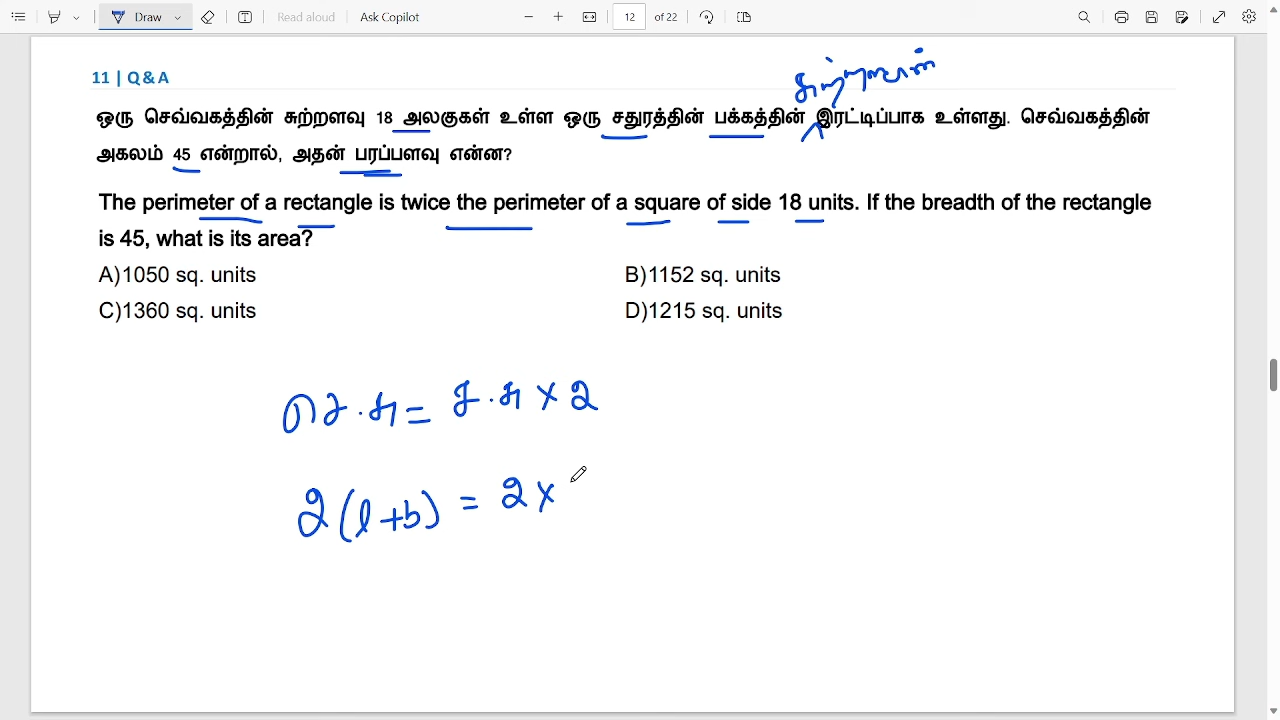 Draw
Read aloud
Ask Copilot
12
of 22
11 | Q&A
ஒரு செவ்வகத்தின் சுற்றளவு 18 அலகுகள் உள்ள ஒரு சதுரத்தின் பக்கத்தின் இரட்டிப்பாக உள்ளது. செவ்வகத்தின்
அகலம் 45 என்றால், அதன் பரப்பளவு என்ன?
The perimeter of a rectangle is twice the perimeter of a square of side 18 units. If the breadth of the rectangle
is 45, what is its area?
A)1050 sq. units
B)1152 sq. units
C)1360 sq. units
D)1215 sq. units
செ.சு = ச.சு × 2
2(l+b) = 2×